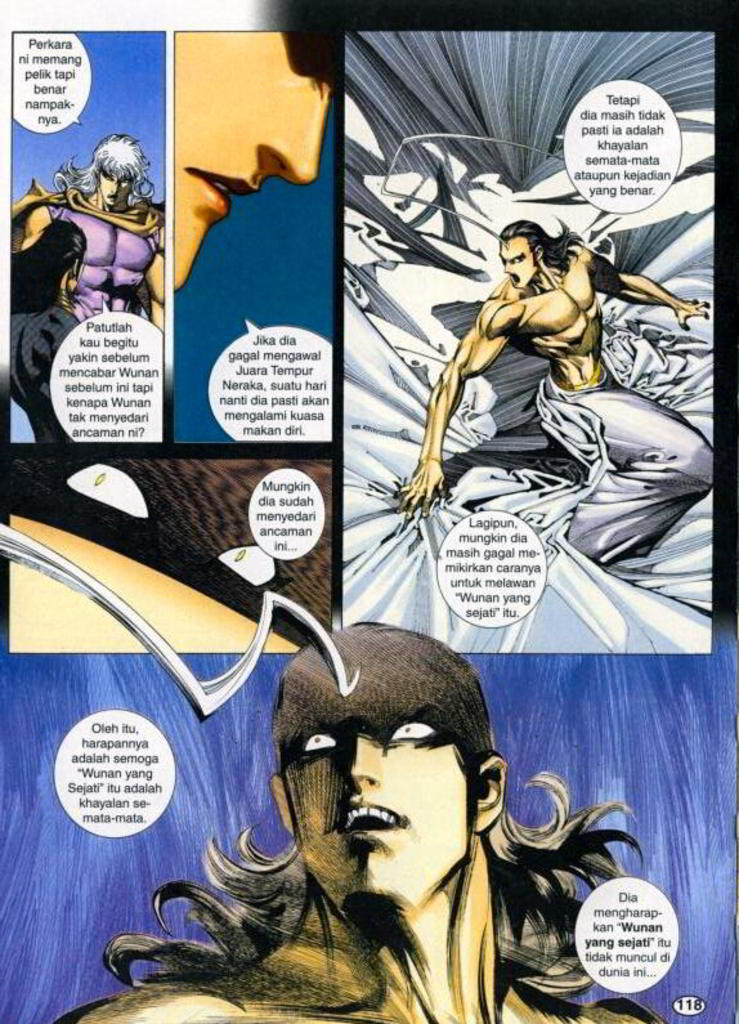 Perkara
ni memang
pelik tapi
benar
nampak-
nya.
Patutlah
kau begitu
yakin sebelum
mencabar Wunan
sebelum ini tapi
kenapa Wunan
tak menyedari
ancaman ni?
Jika dia
gagal mengawal
Juara Tempur
Neraka, suatu hari
nanti dia pasti akan
mengalami kuasa
makan diri.
Tetapi
dia masih tidak
pasti ia adalah
khayalan
semata-mata
ataupun kejadian
yang benar.
Lagipun,
mungkin dia
masih gagal me-
mikirkan caranya
untuk melawan
"Wunan yang
sejati" itu.
Mungkin
dia sudah
menyedari
ancaman
ini...
Oleh itu,
harapannya
adalah semoga
"Wunan yang
Sejati" itu adalah
khayalan se-
mata-mata.
Dia
mengharap-
kan "Wunan
yang sejati" itu
tidak muncul di
dunia ini...
118